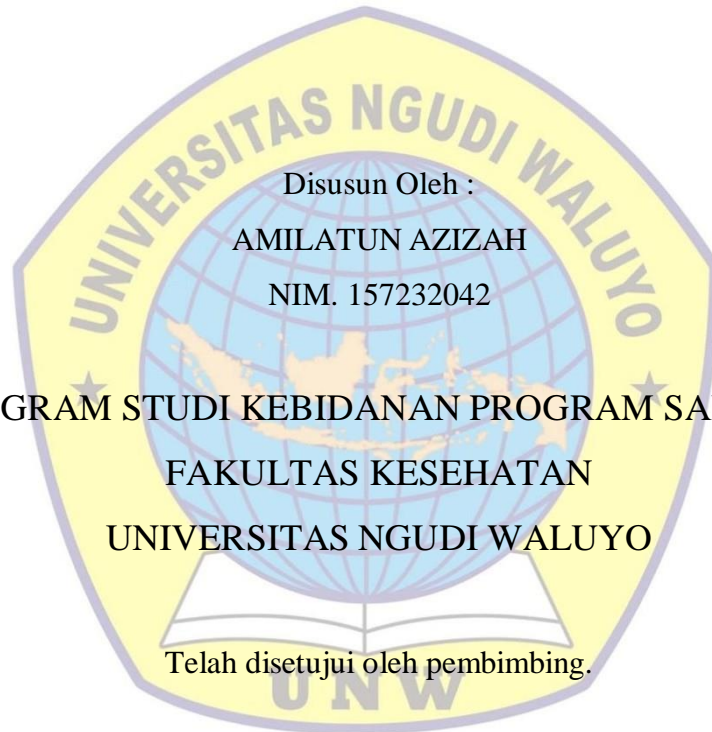 UNIVERSITAS NGUDI WALUYO
Disusun Oleh :
AMILATUN AZIZAH
NIM. 157232042
GRAM STUDI KEBIDANAN PROGRAM SA
FAKULTAS KESEHATAN
UNIVERSITAS NGUDI WALUYO
Telah disetujui oleh pembimbing.
UNW